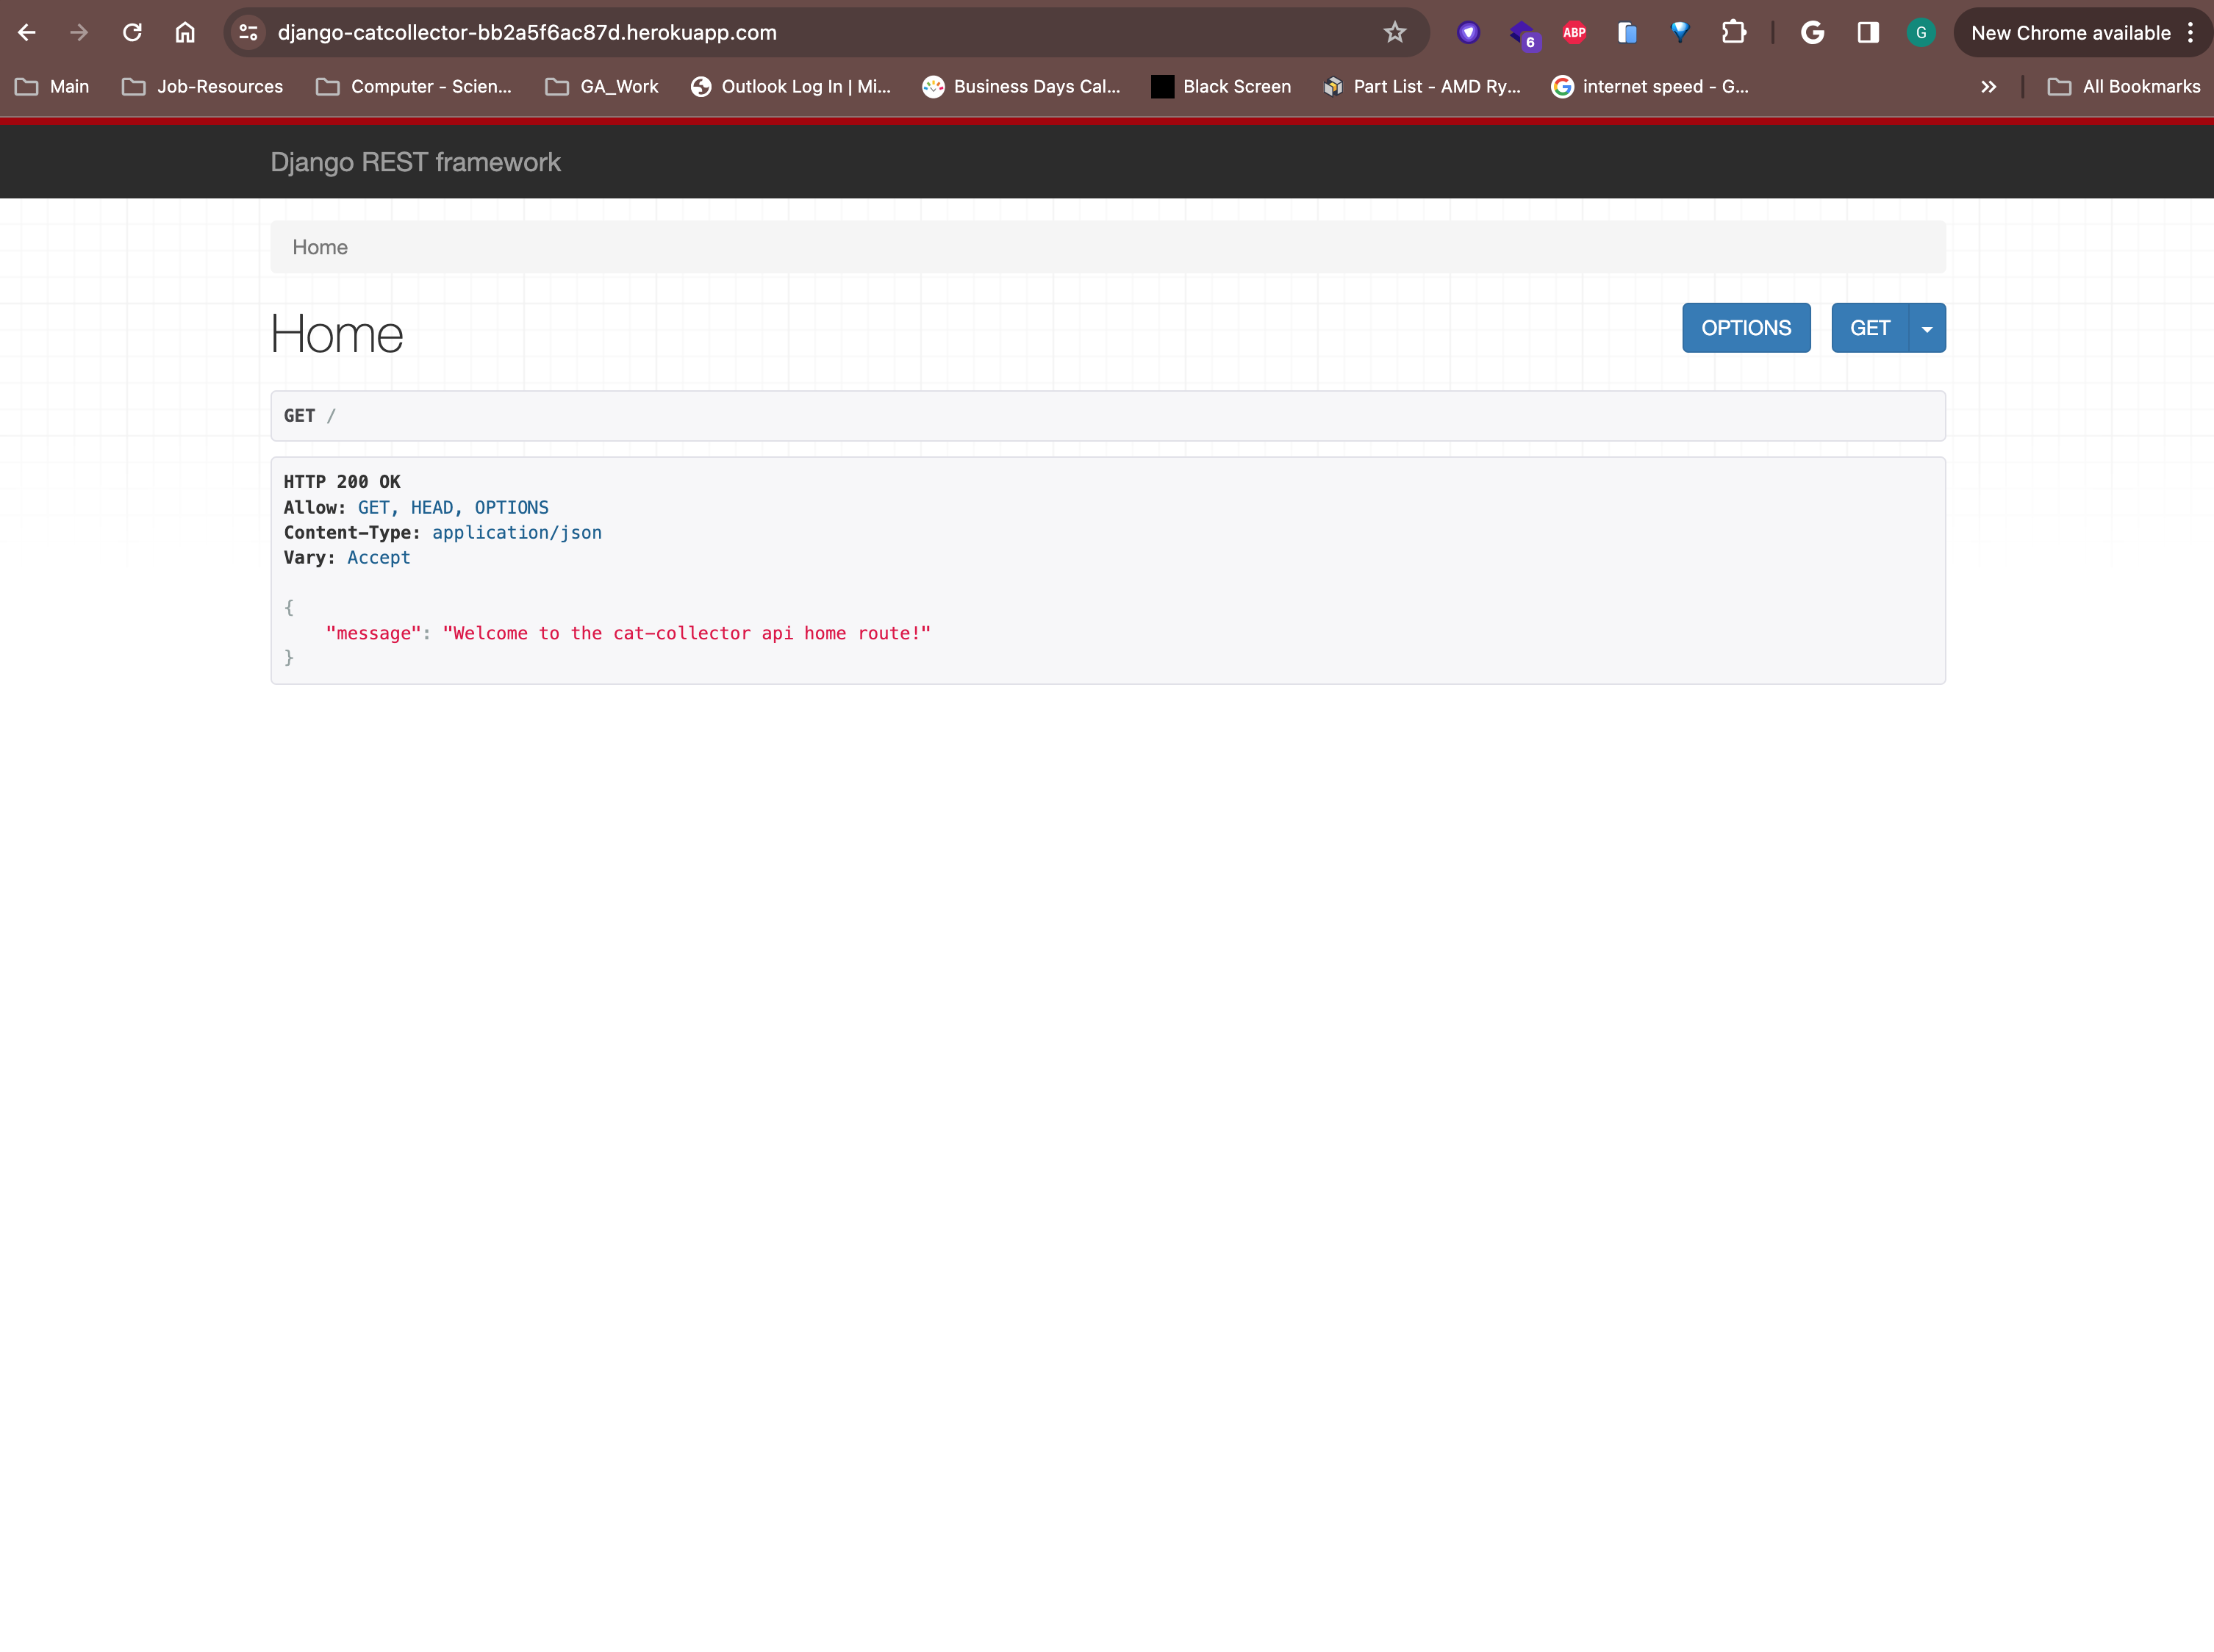 django-catcollector-bb2a5f6ac87d.herokuapp.com
6
ABP
G
G
New Chrome available
Main
Job-Resources
Computer - Scien...
GA_Work
Outlook Log In | Mi...
Business Days Cal...
Black Screen
Part List - AMD Ry...
G
internet speed - G...
All Bookmarks
Django REST framework
Home
Home
OPTIONS
GET
GET /
HTTP 200 OK
Allow: GET, HEAD, OPTIONS
Content-Type: application/json
Vary: Accept
{
    "message": "Welcome to the cat-collector api home route!"
}